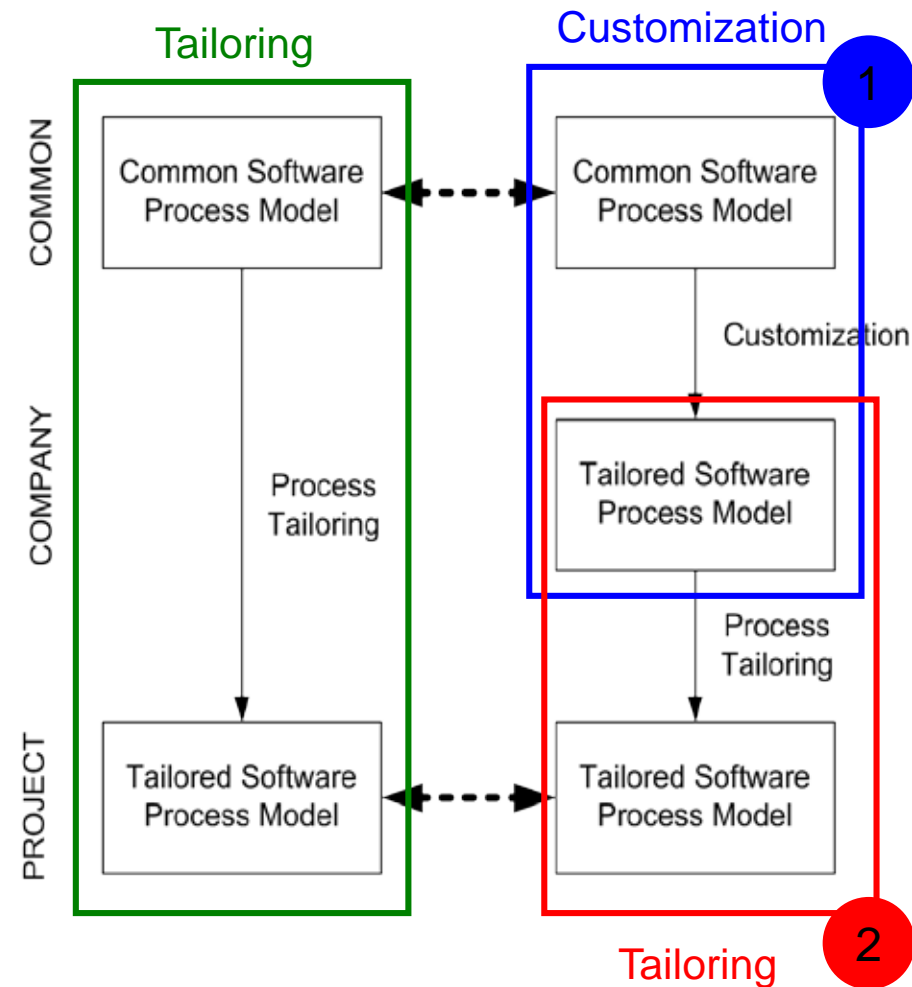 Tailoring
Customization
1
COMMON
Common Software
Process Model
Common Software
Process Model
Customization
COMPANY
Process
Tailoring
Tailored Software
Process Model
Process
Tailoring
PROJECT
Tailored Software
Process Model
Tailored Software
Process Model
2
Tailoring